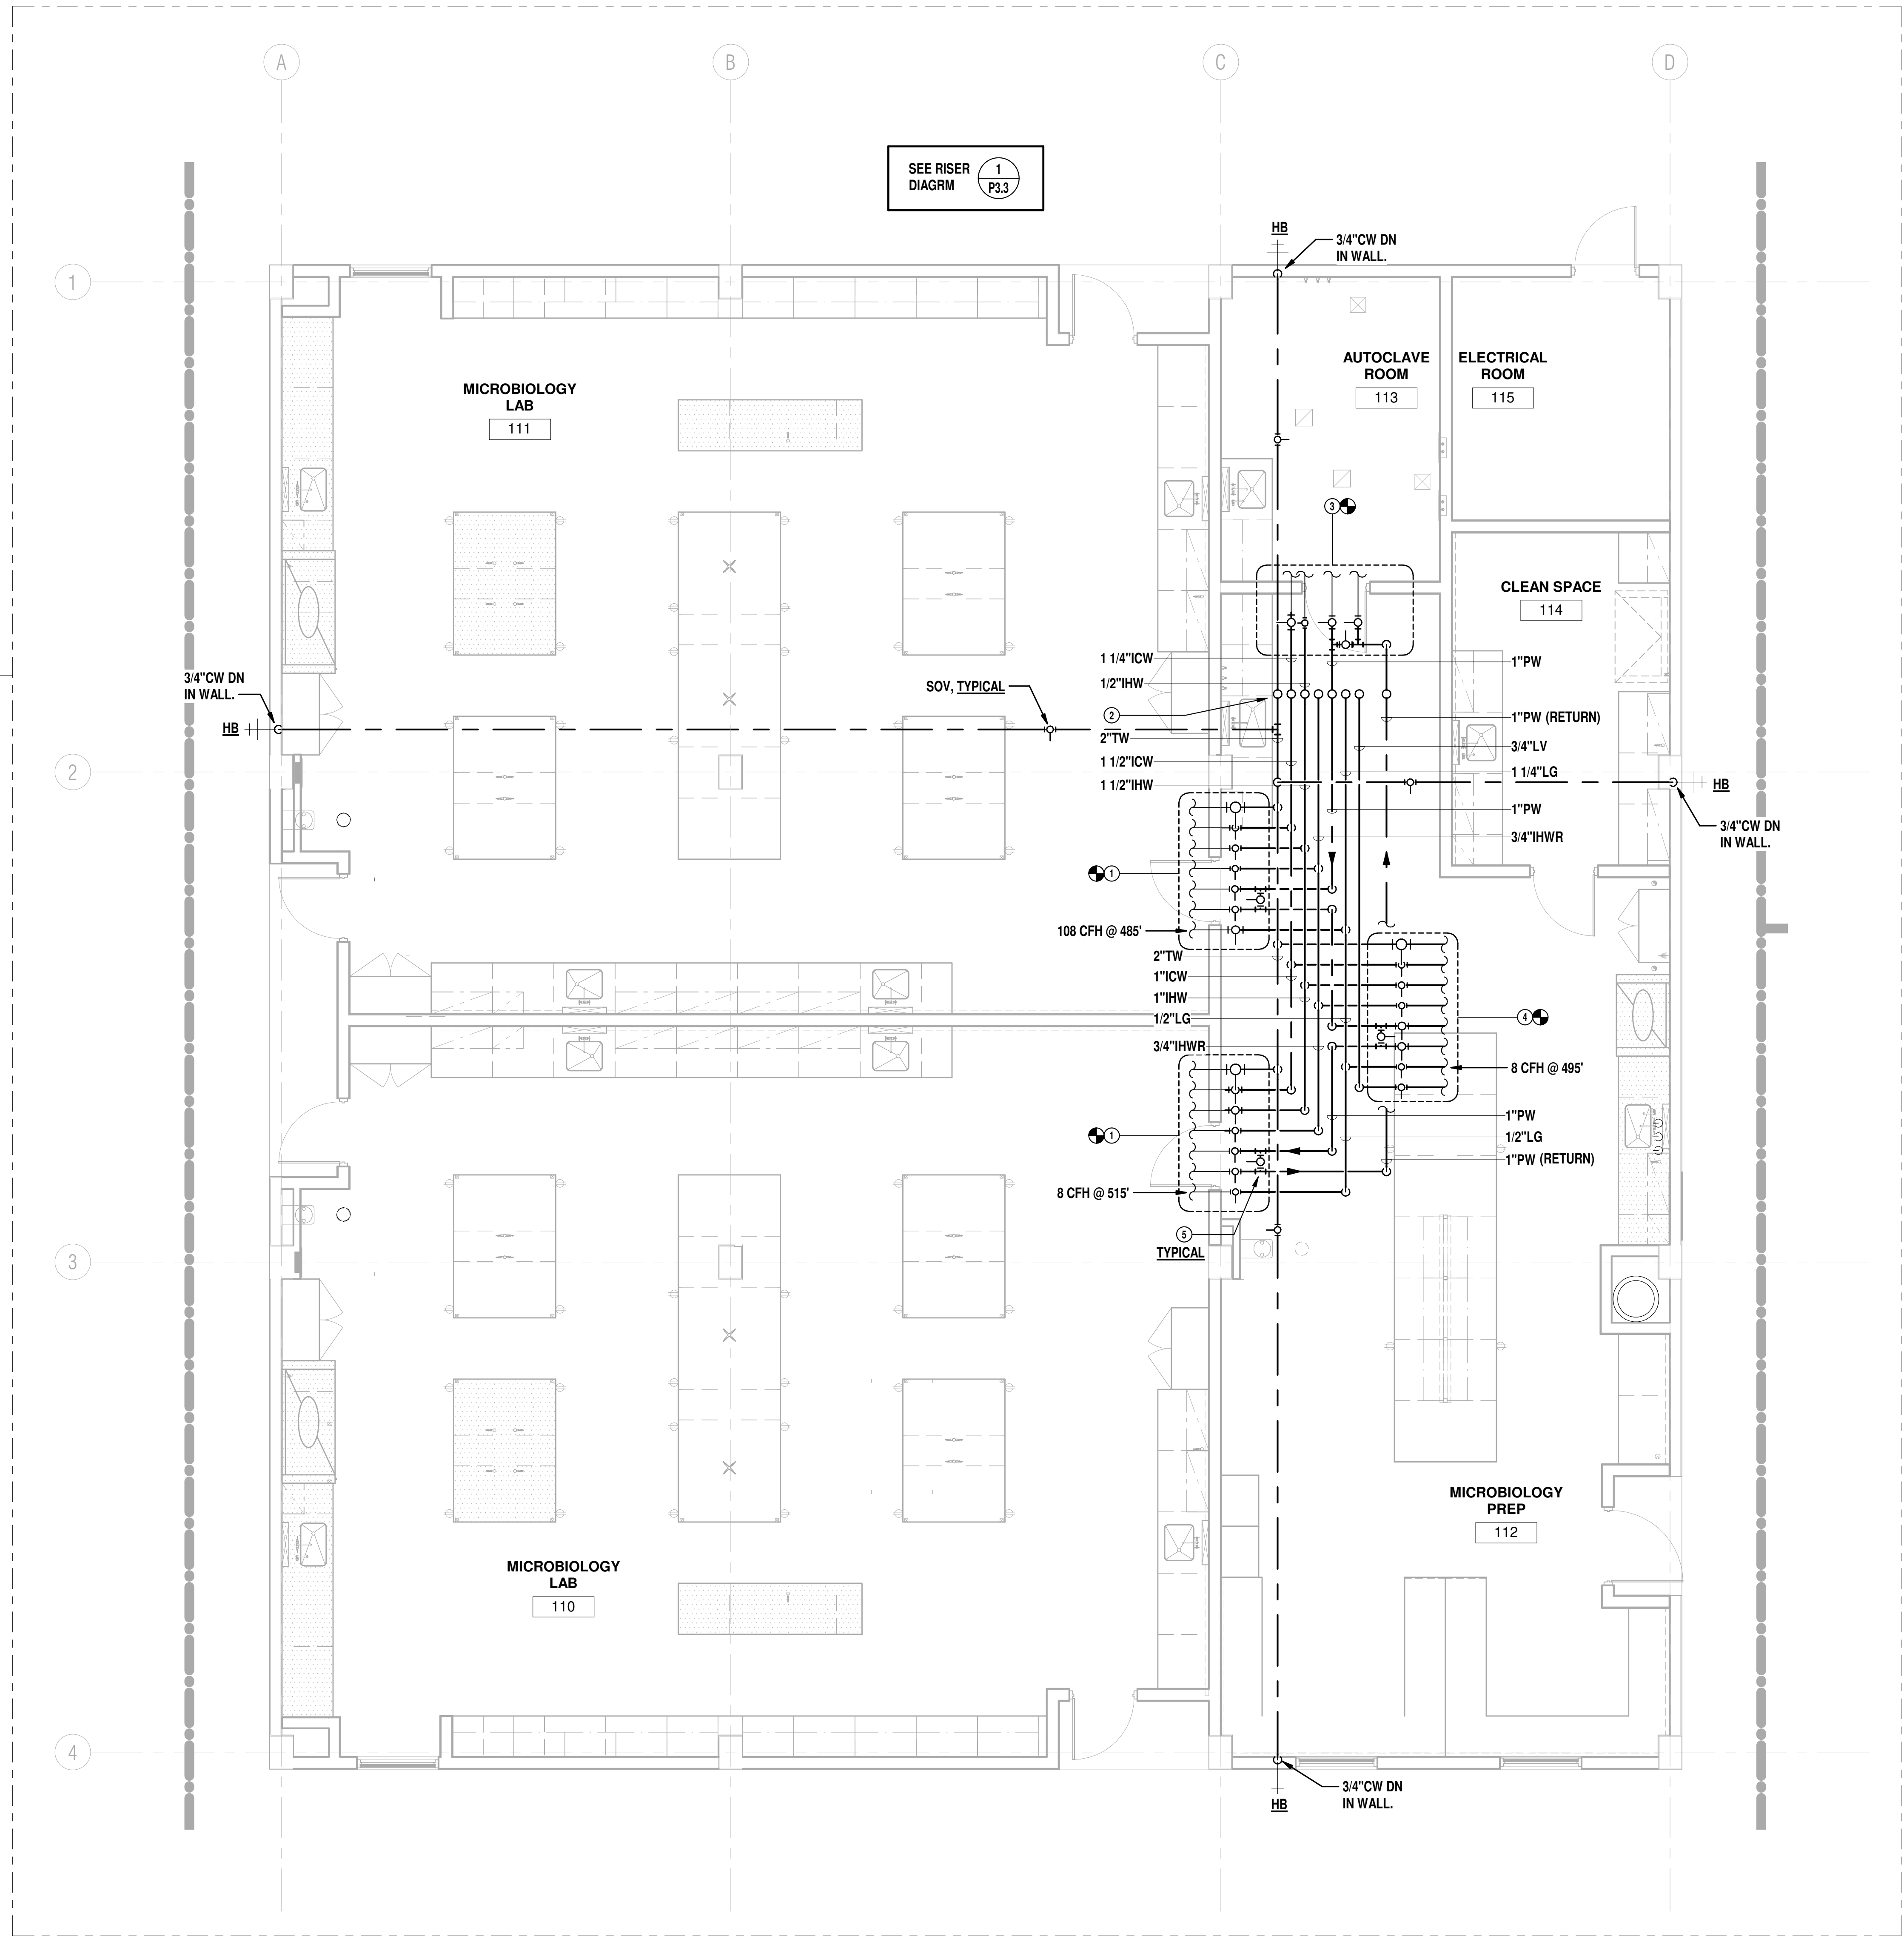 A
B
C
D
SEE RISER
DIAGRM
1
P3.3
HB
3/4"CW DN
IN WALL.
1
MICROBIOLOGY
LAB
111
AUTOCLAVE
ROOM
113
ELECTRICAL
ROOM
115
3
CLEAN SPACE
114
3/4"CW DN
IN WALL.
HB
SOV, TYPICAL
1 1/4"ICW
1/2"IHW
2
2"TW
1 1/2"ICW
1 1/2"IHW
1"PW
1"PW (RETURN)
3/4"LV
1 1/4"LG
1"PW
3/4"IHWR
HB
3/4"CW DN
IN WALL.
2
1
108 CFH @ 485'
2"TW
1"ICW
1"IHW
1/2"LG
3/4"IHWR
4
8 CFH @ 495'
1
8 CFH @ 515'
5
TYPICAL
1"PW
1/2"LG
1"PW (RETURN)
3
MICROBIOLOGY
PREP
112
MICROBIOLOGY
LAB
110
4
3/4"CW DN
IN WALL.
HB